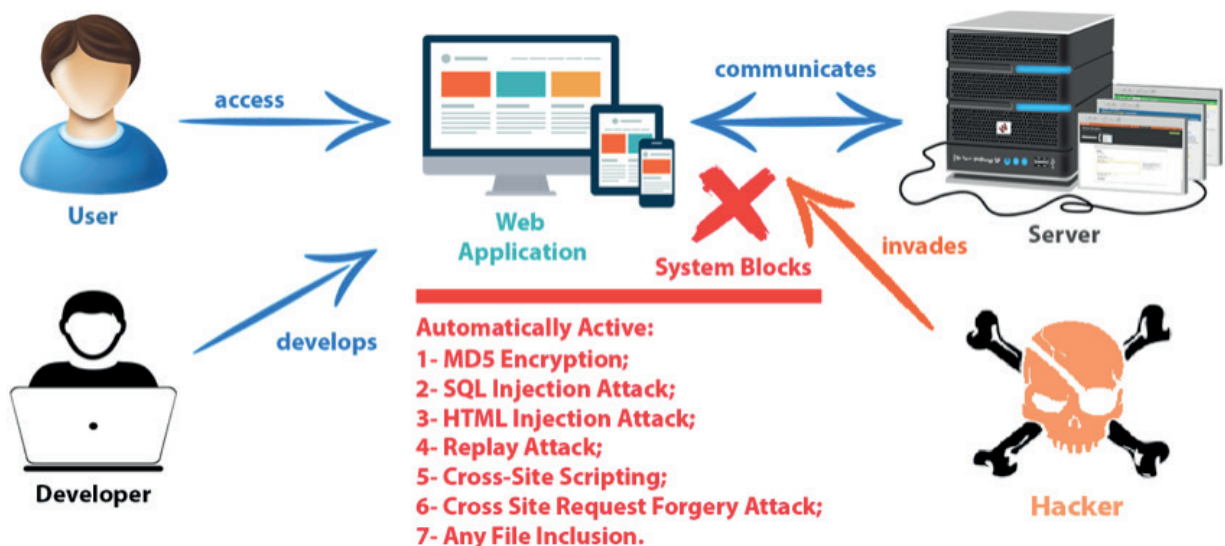 access
communicates
User
Web
Application
System Blocks
invades
Server
develops
Developer
Automatically Active:
1- MD5 Encryption;
2- SQL Injection Attack;
3- HTML Injection Attack;
4- Replay Attack;
5- Cross-Site Scripting;
6- Cross Site Request Forgery Attack;
7- Any File Inclusion.
Hacker